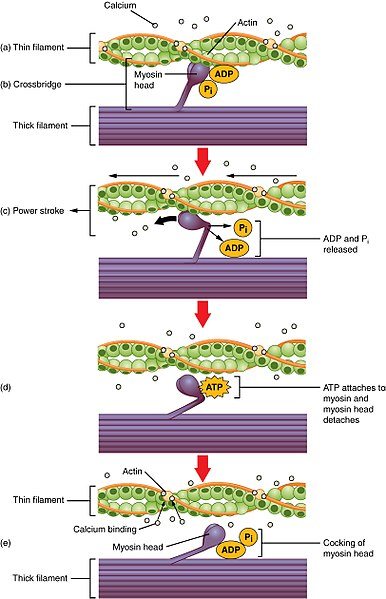 Calcium
Actin
(a) Thin filament
Myosin
head
ADP
Pi
(b) Crossbridge
Thick filament
(c) Power stroke
Pi
ADP
ADP and Pi
released
(d)
ATP
ATP attaches to
myosin and
myosin head
detaches
Actin
Thin filament
Calcium binding
Myosin head
Pi
ADP
(e)
Cocking of
myosin head
Thick filament